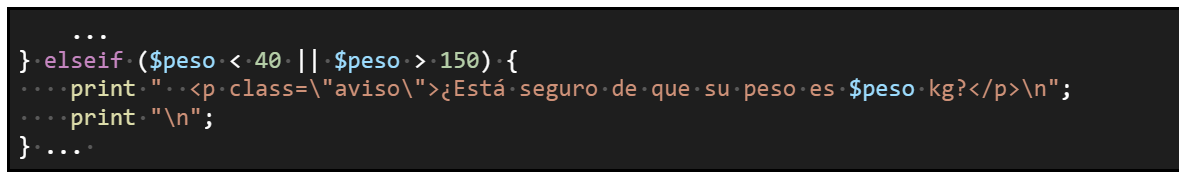 ...
} elseif ($peso < 40 || $peso > 150) {
    print "  <p class=\"aviso\">¿Está seguro de que su peso es $peso kg?</p>\n";
    print "\n";
} ...